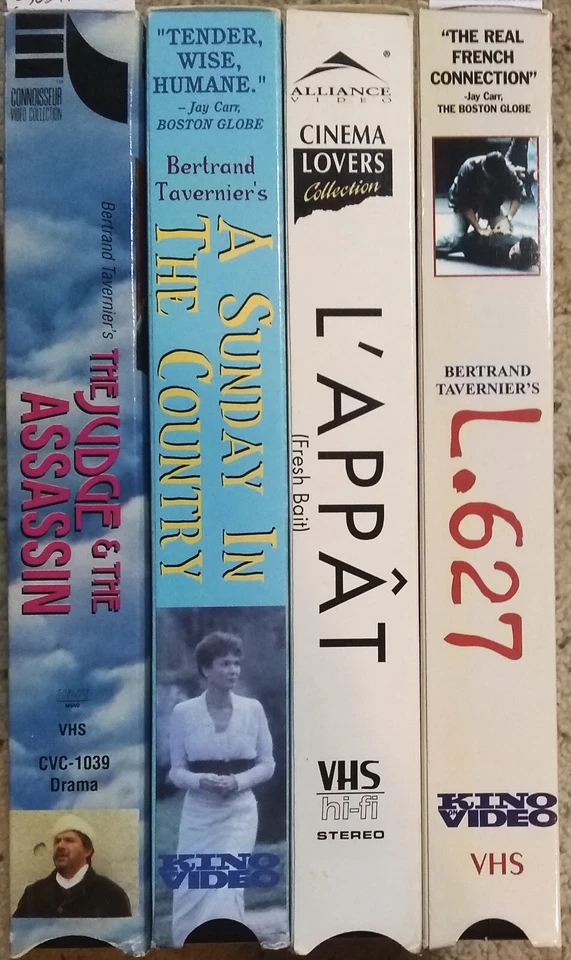 CONNOISSEUR
VIDEO COLLECTION
Bertrand Tavernier's
THE JUDGE & THE
ASSASSIN
VHS
CVC-1039
Drama
"TENDER,
WISE,
HUMANE."
– Jay Carr,
BOSTON GLOBE
Bertrand
Tavernier's
A SUNDAY IN
THE COUNTRY
KINO
VIDEO
®
ALLIANCE
VIDEO
CINEMA
LOVERS
Collection
L'APPÂT
(Fresh Bait)
VHS
hi-fi
STEREO
"THE REAL
FRENCH
CONNECTION"
-Jay Carr,
THE BOSTON GLOBE
BERTRAND
TAVERNIER'S
L.627
KINO
ON
VIDEO
VHS